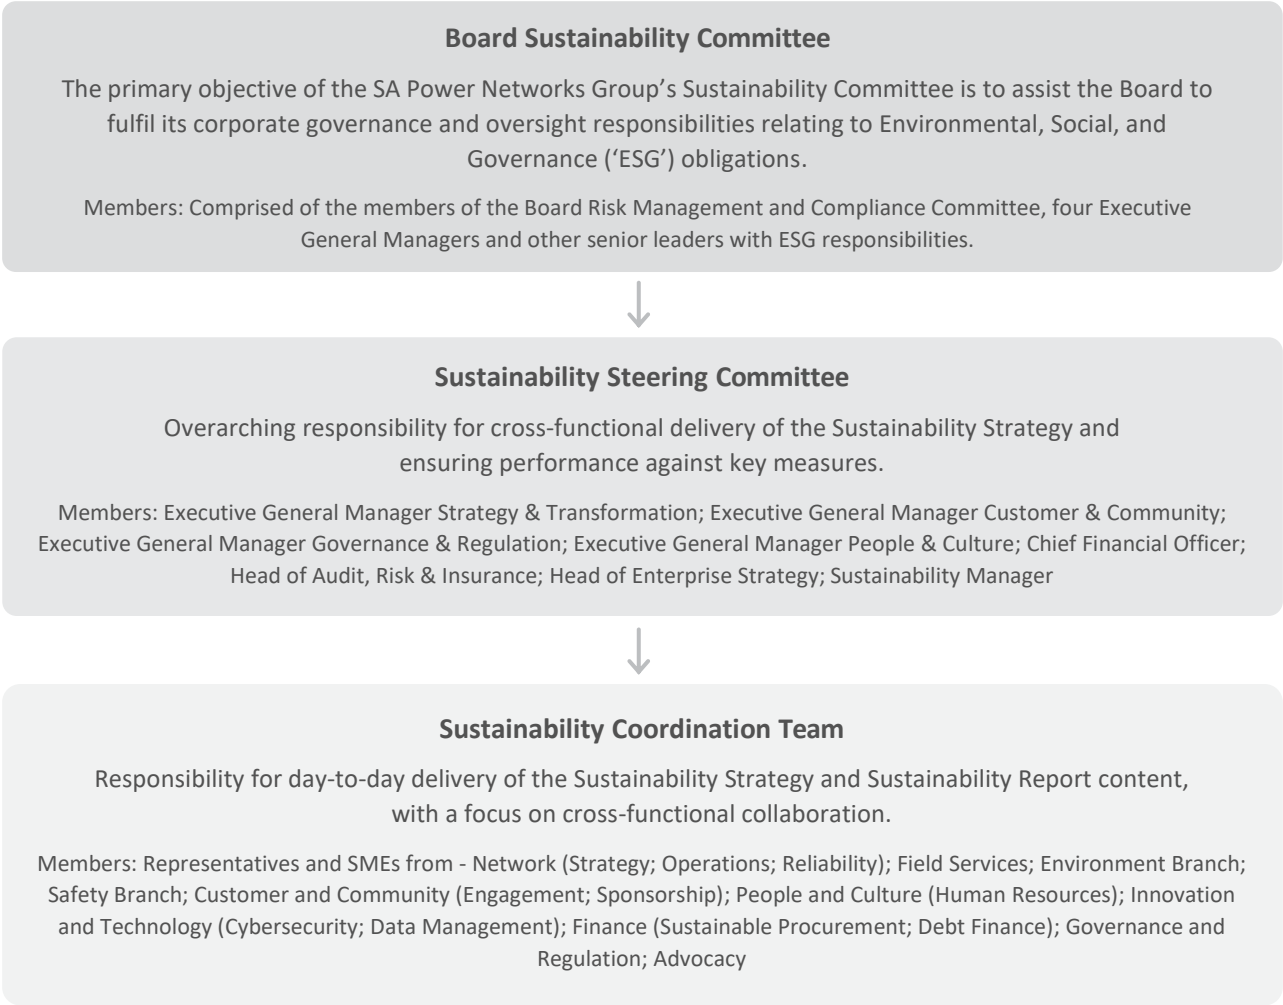 Board Sustainability Committee
The primary objective of the SA Power Networks Group’s Sustainability Committee is to assist the Board to
fulfil its corporate governance and oversight responsibilities relating to Environmental, Social, and
Governance (‘ESG’) obligations.
Members: Comprised of the members of the Board Risk Management and Compliance Committee, four Executive
General Managers and other senior leaders with ESG responsibilities.
Sustainability Steering Committee
Overarching responsibility for cross-functional delivery of the Sustainability Strategy and
ensuring performance against key measures.
Members: Executive General Manager Strategy & Transformation; Executive General Manager Customer & Community;
Executive General Manager Governance & Regulation; Executive General Manager People & Culture; Chief Financial Officer;
Head of Audit, Risk & Insurance; Head of Enterprise Strategy; Sustainability Manager
Sustainability Coordination Team
Responsibility for day-to-day delivery of the Sustainability Strategy and Sustainability Report content,
with a focus on cross-functional collaboration.
Members: Representatives and SMEs from - Network (Strategy; Operations; Reliability); Field Services; Environment Branch;
Safety Branch; Customer and Community (Engagement; Sponsorship); People and Culture (Human Resources); Innovation
and Technology (Cybersecurity; Data Management); Finance (Sustainable Procurement; Debt Finance); Governance and
Regulation; Advocacy